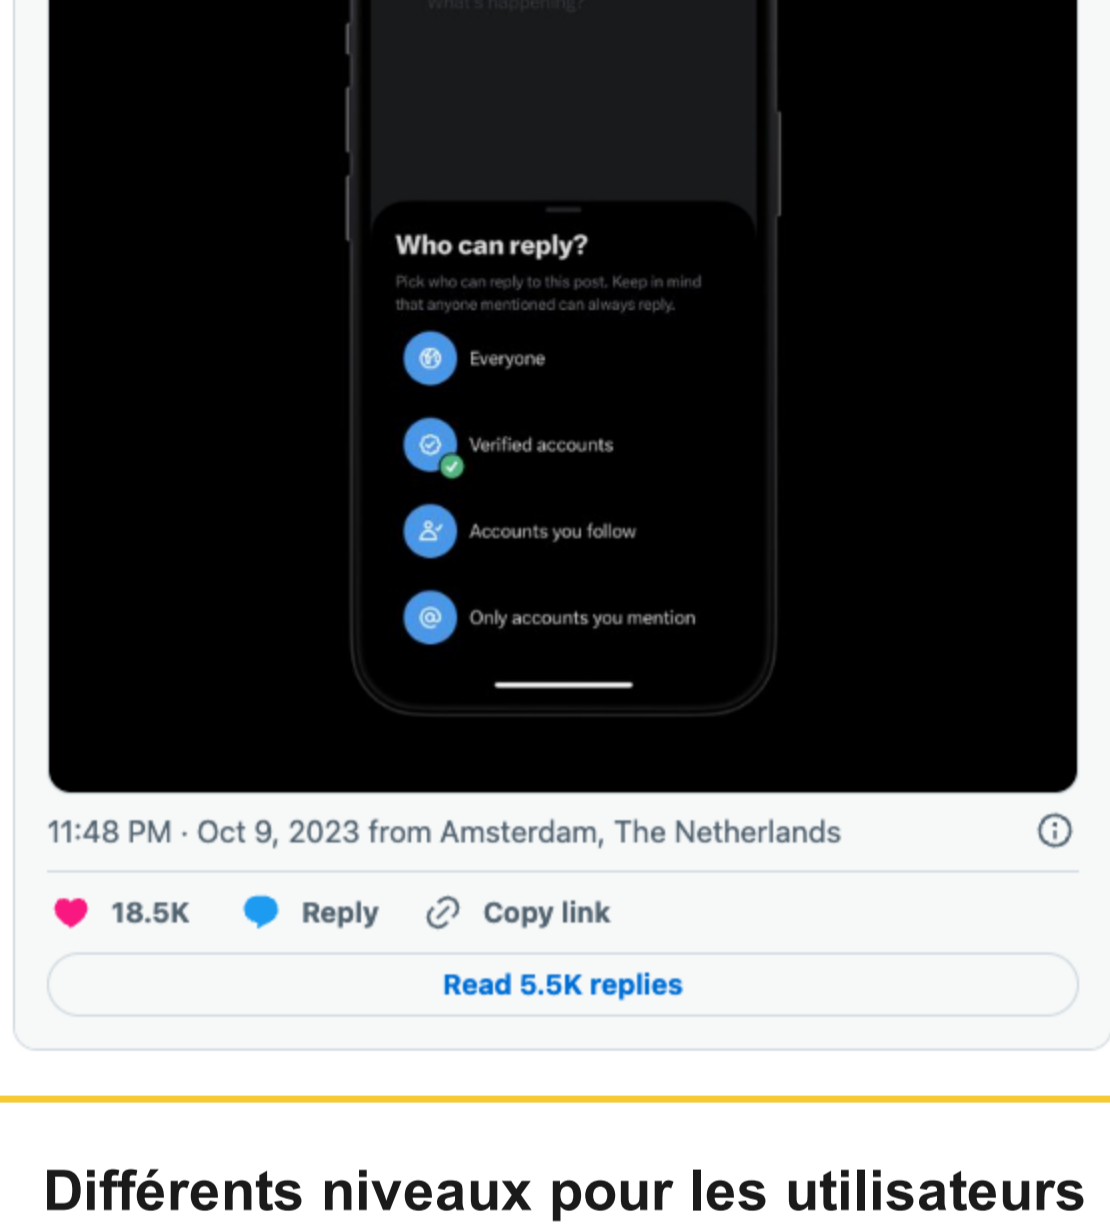 What's happening?
Who can reply?
Pick who can reply to this post. Keep in mind
that anyone mentioned can always reply.
Everyone
Verified accounts
Accounts you follow
@ Only accounts you mention
11:48 PM · Oct 9, 2023 from Amsterdam, The Netherlands
18.5K Reply Copy link
Read 5.5K replies
Différents niveaux pour les utilisateurs